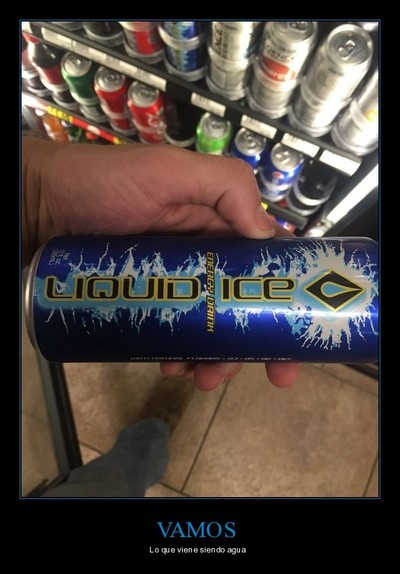 LIQUID ICE
ENERGY DRINK
VAMOS
Lo que viene siendo agua